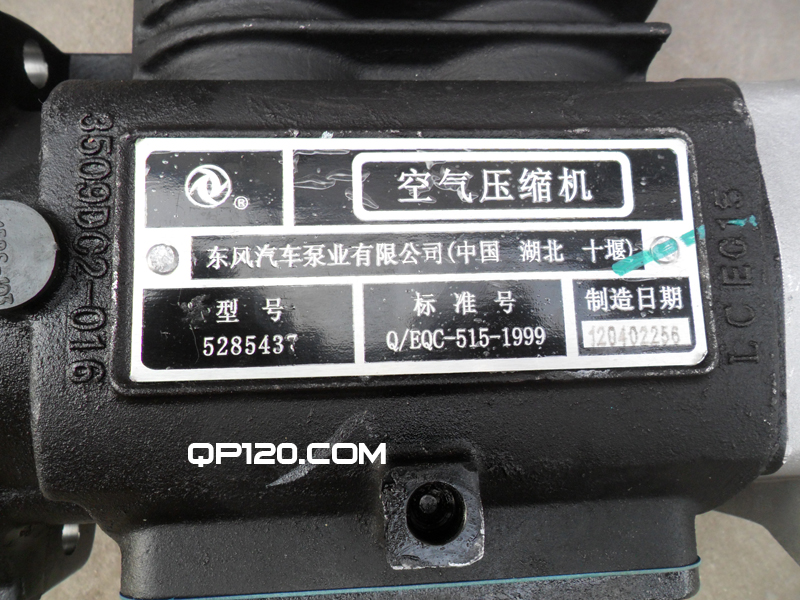 3509DC2-016
空气压缩机
®
东风汽车泵业有限公司(中国 湖北 十堰)
型号
5285437
标准号
Q/EQC-515-1999
制造日期
120402256
QP120.COM